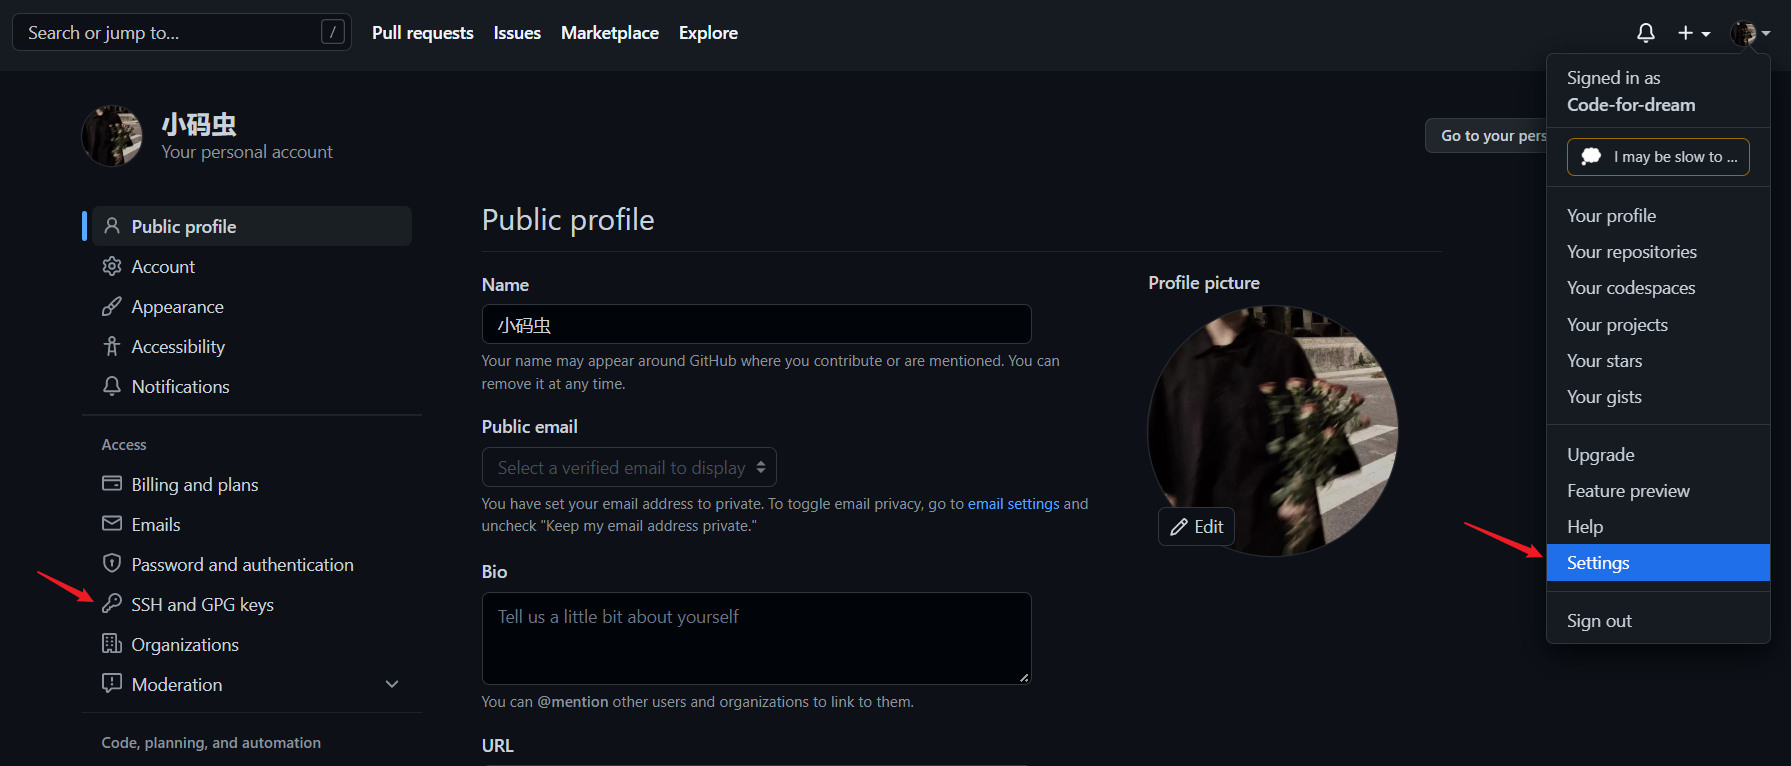 Search or jump to...
/
Pull requests
Issues
Marketplace
Explore
小码虫
Your personal account
Go to your pers
Signed in as
Code-for-dream
I may be slow to ...
Your profile
Your repositories
Your codespaces
Your projects
Your stars
Your gists
Upgrade
Feature preview
Help
Settings
Sign out
Public profile
Account
Appearance
Accessibility
Notifications
Access
Billing and plans
Emails
Password and authentication
SSH and GPG keys
Organizations
Moderation
Code, planning, and automation
Public profile
Name
小码虫
Your name may appear around GitHub where you contribute or are mentioned. You can
remove it at any time.
Public email
Select a verified email to display
You have set your email address to private. To toggle email privacy, go to email settings and
uncheck "Keep my email address private."
Bio
Tell us a little bit about yourself
You can @mention other users and organizations to link to them.
URL
Profile picture
Edit